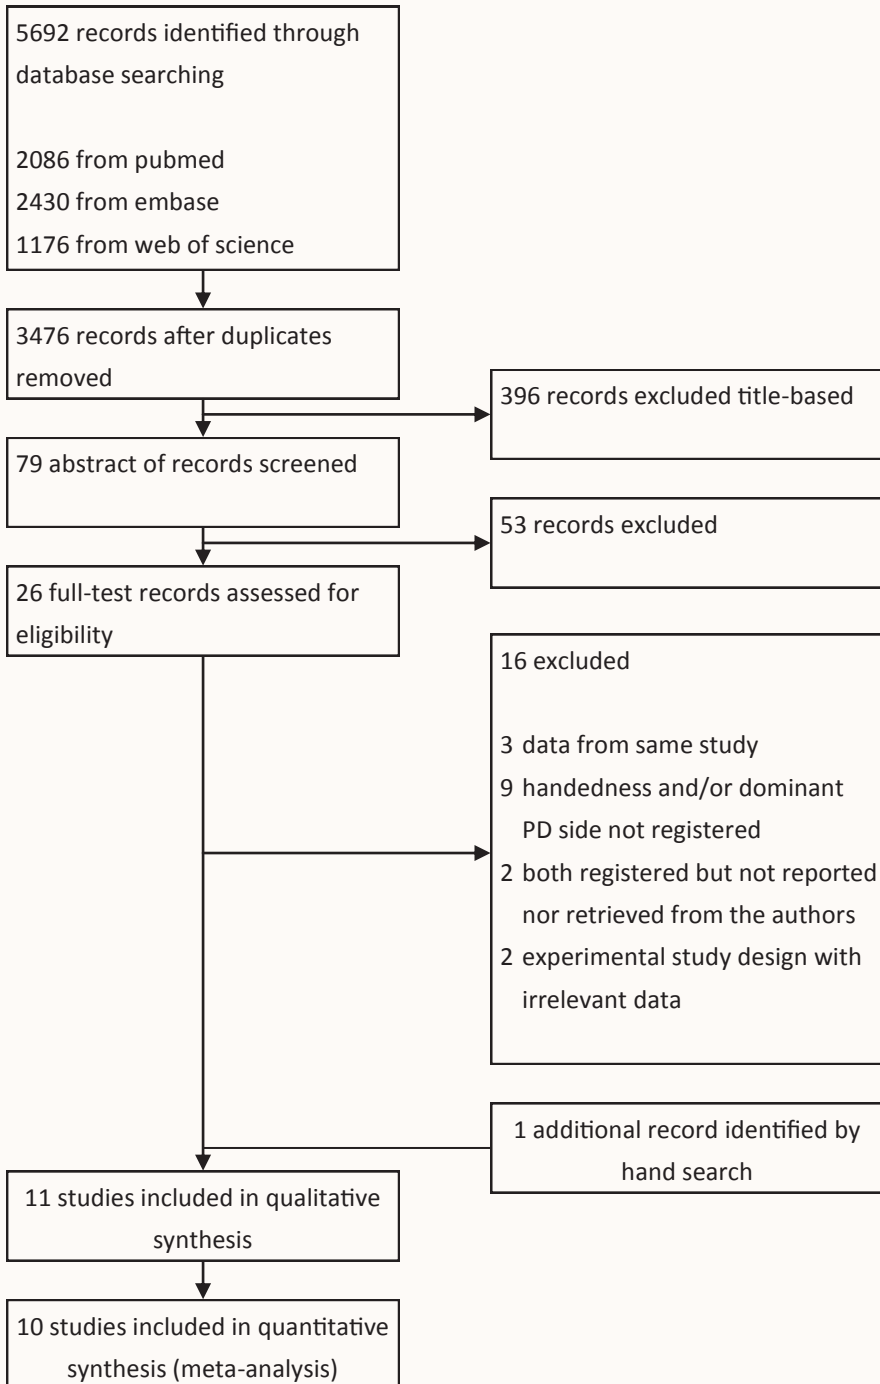 5692 records identified through
database searching
2086 from pubmed
2430 from embase
1176 from web of science
3476 records after duplicates
removed
396 records excluded title-based
79 abstract of records screened
53 records excluded
26 full-test records assessed for
eligibility
16 excluded
3 data from same study
9 handedness and/or dominant
PD side not registered
2 both registered but not reported
nor retrieved from the authors
2 experimental study design with
irrelevant data
1 additional record identified by
hand search
11 studies included in qualitative
synthesis
10 studies included in quantitative
synthesis (meta-analysis)